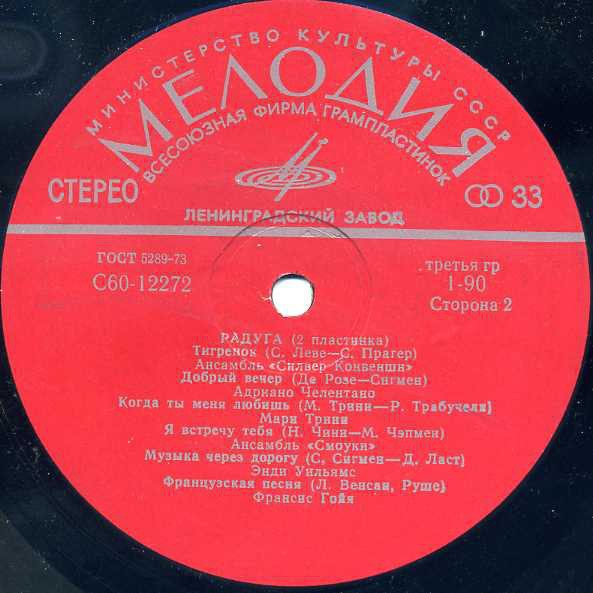 МИНИСТЕРСТВО КУЛЬТУРЫ СССР
МЕЛОДИЯ
ВСЕСОЮЗНАЯ ФИРМА ГРАМПЛАСТИНОК
СТЕРЕО
33
ЛЕНИНГРАДСКИЙ ЗАВОД
ГОСТ 5289-73
С60-12272
третья гр
1-90
Сторона 2
РАДУГА (2 пластинка)
Тигренок (С. Леве—С. Прагер)
Ансамбль «Силвер Конвеншн»
Добрый вечер (Де Розе—Сигмен)
Адриано Челентано
Когда ты меня любишь (М. Трини—Р. Трабучели)
Мари Трини
Я встречу тебя (Н. Чини—М. Чэпмен)
Ансамбль «Смоуки»
Музыка через дорогу (С. Сигмен—Д. Ласт)
Энди Уильямс
Французская песня (Л. Венсан, Руше)
Франсис Гойя